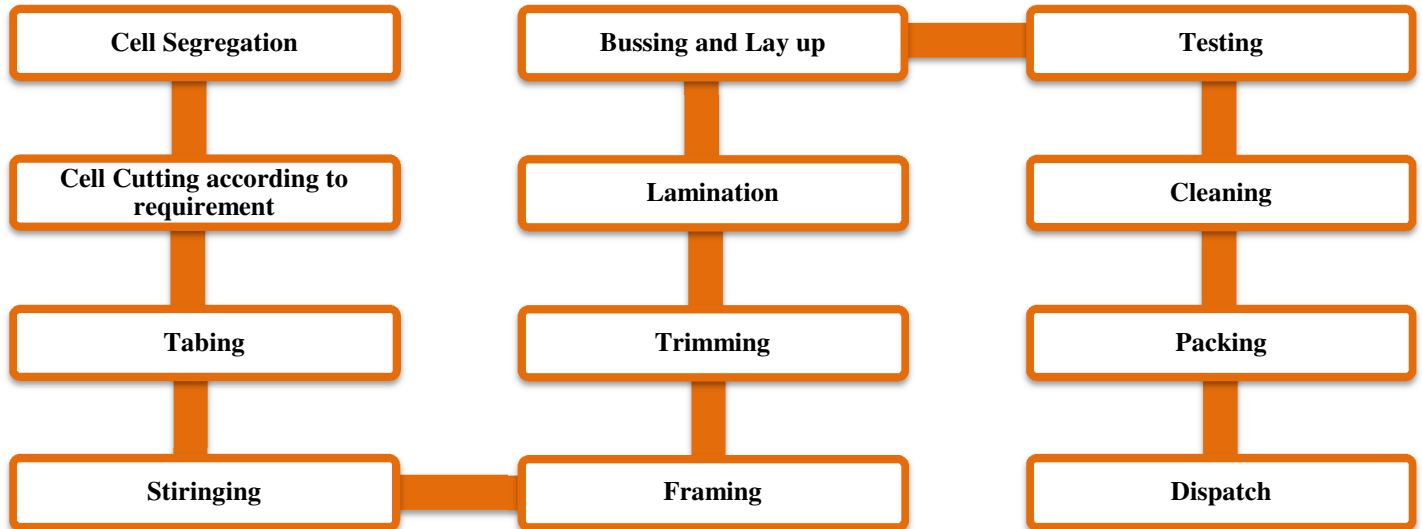 Cell Segregation
Cell Cutting according to
requirement
Tabing
Stiringing
Bussing and Lay up
Lamination
Trimming
Framing
Testing
Cleaning
Packing
Dispatch